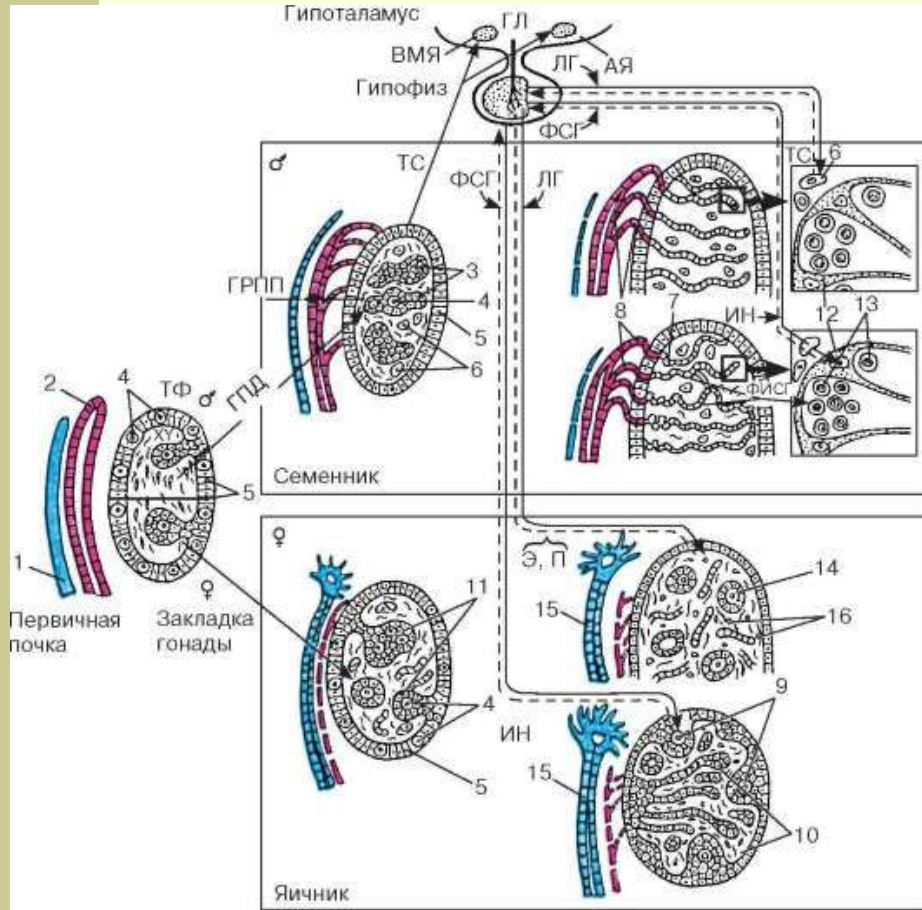 Гипоталамус
ГЛ
ВМЯ
АЯ
Гипофиз
ЛГ
ФСГ
♂
ТС
ФСГ
ЛГ
ТС 6
ГРПП
3
4
5
6
8
7
ИН
12
13
ФИСГ
2
4
ТФ ♂
ГПД
XY
5
Семенник
1
♀
Первичная
почка
Закладка
гонады
♀
Э, П
11
14
15
16
4
ИН
5
9
15
10
Яичник